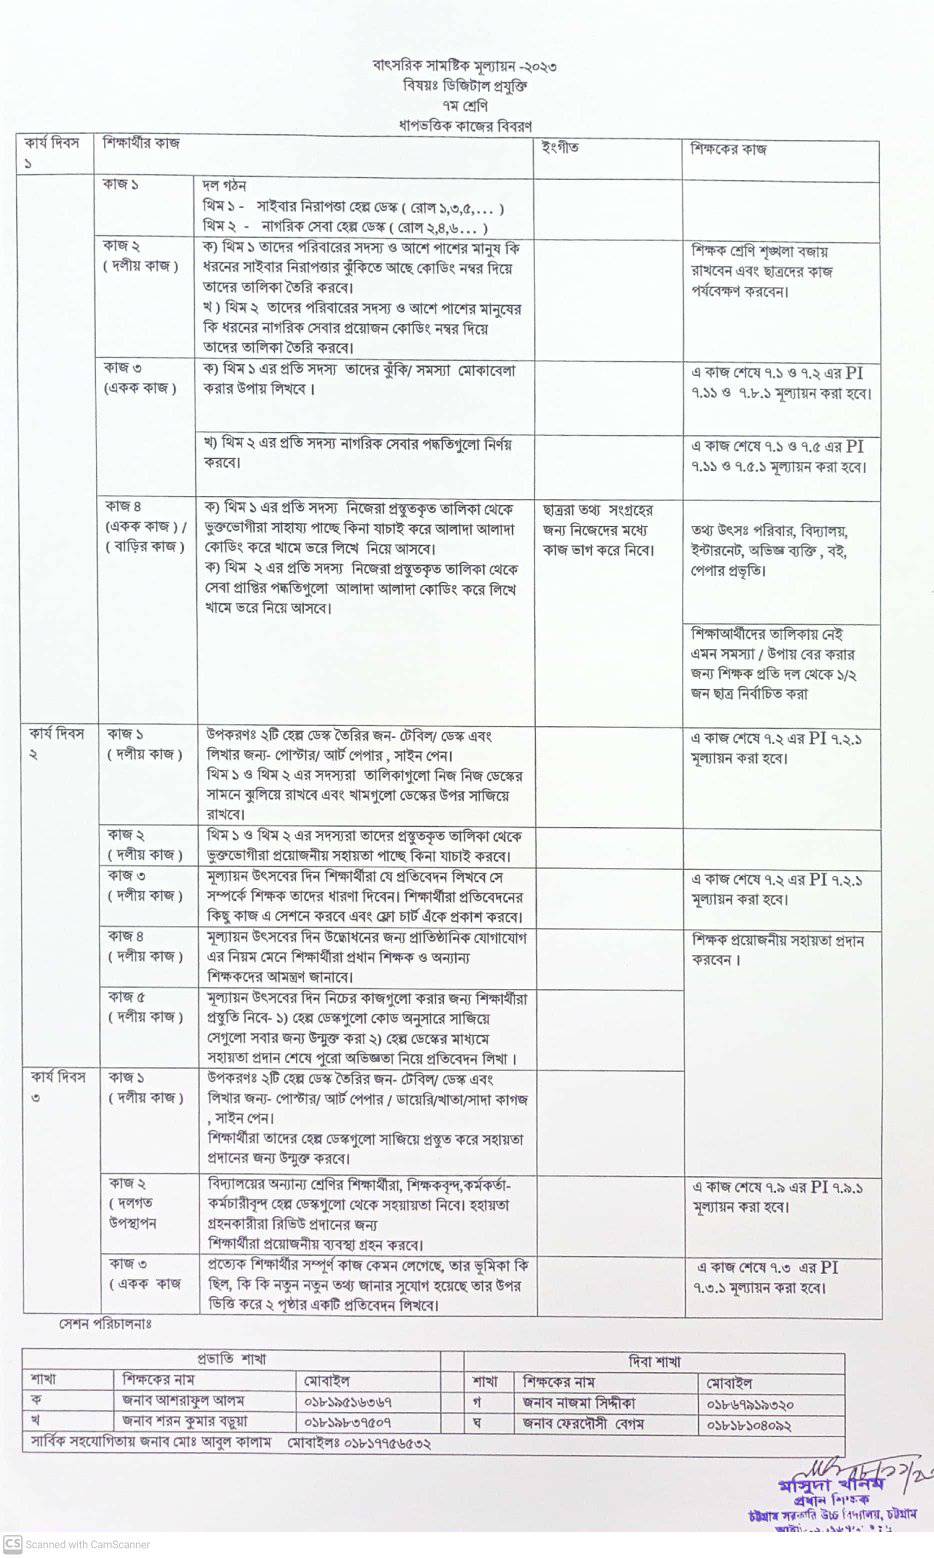 বাৎসরিক সামষ্টিক মূল্যায়ন -২০২৩
বিষয়ঃ ডিজিটাল প্রযুক্তি
৭ম শ্রেণি
ধাপভত্তিক কাজের বিবরণ
কার্য দিবস
১
শিক্ষার্থীর কাজ
ইংগীত
শিক্ষকের কাজ
কাজ ১
দল গঠন
থিম ১ - সাইবার নিরাপত্তা হেল্প ডেস্ক ( রোল ১,৩,৫,... )
থিম ২ - নাগরিক সেবা হেল্প ডেস্ক ( রোল ২,৪,৬... )
কাজ ২
( দলীয় কাজ )
ক) থিম ১ তাদের পরিবারের সদস্য ও আশে পাশের মানুষ কি
ধরনের সাইবার নিরাপত্তার ঝুঁকিতে আছে কোডিং নম্বর দিয়ে
তাদের তালিকা তৈরি করবে।
খ ) থিম ২ তাদের পরিবারের সদস্য ও আশে পাশের মানুষের
কি ধরনের নাগরিক সেবার প্রয়োজন কোডিং নম্বর দিয়ে
তাদের তালিকা তৈরি করবে।
শিক্ষক শ্রেণি শৃঙ্খলা বজায়
রাখবেন এবং ছাত্রদের কাজ
পর্যবেক্ষণ করবেন।
কাজ ৩
(একক কাজ )
ক) থিম ১ এর প্রতি সদস্য তাদের ঝুঁকি/ সমস্যা মোকাবেলা
করার উপায় লিখবে ।
এ কাজ শেষে ৭.১ ও ৭.২ এর PI
৭.১১ ও ৭.৮.১ মূল্যায়ন করা হবে।
খ) থিম ২ এর প্রতি সদস্য নাগরিক সেবার পদ্ধতিগুলো নির্ণয়
করবে।
এ কাজ শেষে ৭.১ ও ৭.৫ এর PI
৭.১১ ও ৭.৫.১ মূল্যায়ন করা হবে।
কাজ ৪
(একক কাজ ) /
( বাড়ির কাজ )
ক) থিম ১ এর প্রতি সদস্য নিজেরা প্রস্তুতকৃত তালিকা থেকে
ভুক্তভোগীরা সাহায্য পাচ্ছে কিনা যাচাই করে আলাদা আলাদা
কোডিং করে খামে ভরে লিখে নিয়ে আসবে।
ক) থিম ২ এর প্রতি সদস্য নিজেরা প্রস্তুতকৃত তালিকা থেকে
সেবা প্রাপ্তির পদ্ধতিগুলো আলাদা আলাদা কোডিং করে লিখে
খামে ভরে নিয়ে আসবে।
ছাত্ররা তথ্য সংগ্রহের
জন্য নিজেদের মধ্যে
কাজ ভাগ করে নিবে।
তথ্য উৎসঃ পরিবার, বিদ্যালয়,
ইন্টারনেট, অভিজ্ঞ ব্যক্তি , বই,
পেপার প্রভৃতি।
শিক্ষাআর্থীদের তালিকায় নেই
এমন সমস্যা / উপায় বের করার
জন্য শিক্ষক প্রতি দল থেকে ১/২
জন ছাত্র নির্বাচিত করা
কার্য দিবস
২
কাজ ১
( দলীয় কাজ )
উপকরণঃ ২টি হেল্প ডেস্ক তৈরির জন- টেবিল/ ডেস্ক এবং
লিখার জন্য- পোস্টার/ আর্ট পেপার , সাইন পেন।
থিম ১ ও থিম ২ এর সদস্যরা তালিকাগুলো নিজ নিজ ডেস্কের
সামনে ঝুলিয়ে রাখবে এবং খামগুলো ডেস্কের উপর সাজিয়ে
রাখবে।
এ কাজ শেষে ৭.২ এর PI ৭.২.১
মূল্যায়ন করা হবে।
কাজ ২
( দলীয় কাজ )
থিম ১ ও থিম ২ এর সদস্যরা তাদের প্রস্তুতকৃত তালিকা থেকে
ভুক্তভোগীরা প্রয়োজনীয় সহায়তা পাচ্ছে কিনা যাচাই করবে।
কাজ ৩
( দলীয় কাজ )
মূল্যায়ন উৎসবের দিন শিক্ষার্থীরা যে প্রতিবেদন লিখবে সে
সম্পর্কে শিক্ষক তাদের ধারণা দিবেন। শিক্ষার্থীরা প্রতিবেদনের
কিছু কাজ এ সেশনে করবে এবং ফ্লো চার্ট এঁকে প্রকাশ করবে।
এ কাজ শেষে ৭.২ এর PI ৭.২.১
মূল্যায়ন করা হবে।
কাজ ৪
( দলীয় কাজ )
মূল্যায়ন উৎসবের দিন উদ্বোধনের জন্য প্রাতিষ্ঠানিক যোগাযোগ
এর নিয়ম মেনে শিক্ষার্থীরা প্রধান শিক্ষক ও অন্যান্য
শিক্ষকদের আমন্ত্রণ জানাবে।
শিক্ষক প্রয়োজনীয় সহায়তা প্রদান
করবেন ।
কাজ ৫
( দলীয় কাজ )
মূল্যায়ন উৎসবের দিন নিচের কাজগুলো করার জন্য শিক্ষার্থীরা
প্রস্তুতি নিবে- ১) হেল্প ডেস্কগুলো কোড অনুসারে সাজিয়ে
সেগুলো সবার জন্য উন্মুক্ত করা ২) হেল্প ডেস্কের মাধ্যমে
সহায়তা প্রদান শেষে পুরো অভিজ্ঞতা নিয়ে প্রতিবেদন লিখা ।
কার্য দিবস
৩
কাজ ১
( দলীয় কাজ )
উপকরণঃ ২টি হেল্প ডেস্ক তৈরির জন- টেবিল/ ডেস্ক এবং
লিখার জন্য- পোস্টার/ আর্ট পেপার / ডায়েরি/খাতা/সাদা কাগজ
, সাইন পেন।
শিক্ষার্থীরা তাদের হেল্প ডেস্কগুলো সাজিয়ে প্রস্তুত করে সহায়তা
প্রদানের জন্য উন্মুক্ত করবে।
কাজ ২
( দলগত
উপস্থাপন
বিদ্যালয়ের অন্যান্য শ্রেণির শিক্ষার্থীরা, শিক্ষকবৃন্দ,কর্মকর্তা-
কর্মচারীবৃন্দ হেল্প ডেস্কগুলো থেকে সহয়ায়তা নিবে। হহায়তা
গ্রহনকারীরা রিভিউ প্রদানের জন্য
শিক্ষার্থীরা প্রয়োজনীয় ব্যবস্থা গ্রহন করবে।
এ কাজ শেষে ৭.৯ এর PI ৭.৯.১
মূল্যায়ন করা হবে।
কাজ ৩
( একক কাজ
প্রত্যেক শিক্ষার্থীর সম্পূর্ণ কাজ কেমন লেগেছে, তার ভূমিকা কি
ছিল, কি কি নতুন নতুন তথ্য জানার সুযোগ হয়েছে তার উপর
ভিত্তি করে ২ পৃষ্ঠার একটি প্রতিবেদন লিখবে।
এ কাজ শেষে ৭.৩ এর PI
৭.৩.১ মূল্যায়ন করা হবে।
সেশন পরিচালনাঃ
প্রভাতি শাখা
দিবা শাখা
শাখা শিক্ষকের নাম মোবাইল শাখা শিক্ষকের নাম মোবাইল
ক জনাব আশরাফুল আলম ০১৮১৯৫১৬৩৬৭ গ জনাব নাজমা সিদ্দীকা ০১৮৬৭৯১৯৩২০
খ জনাব শরন কুমার বড়ুয়া ০১৮১৯৮৩৭৫০৭ ঘ জনাব ফেরদৌসী বেগম ০১৮১৮১০৪০৯২
সার্বিক সহযোগিতায় জনাব মোঃ আবুল কালাম মোবাইলঃ ০১৮১৭৭৫৬৫৩২
মাসুদা খানম
প্রধান শিক্ষক
চট্টগ্রাম সরকারি উচ্চ বিদ্যালয়, চট্টগ্রাম
CS Scanned with CamScanner